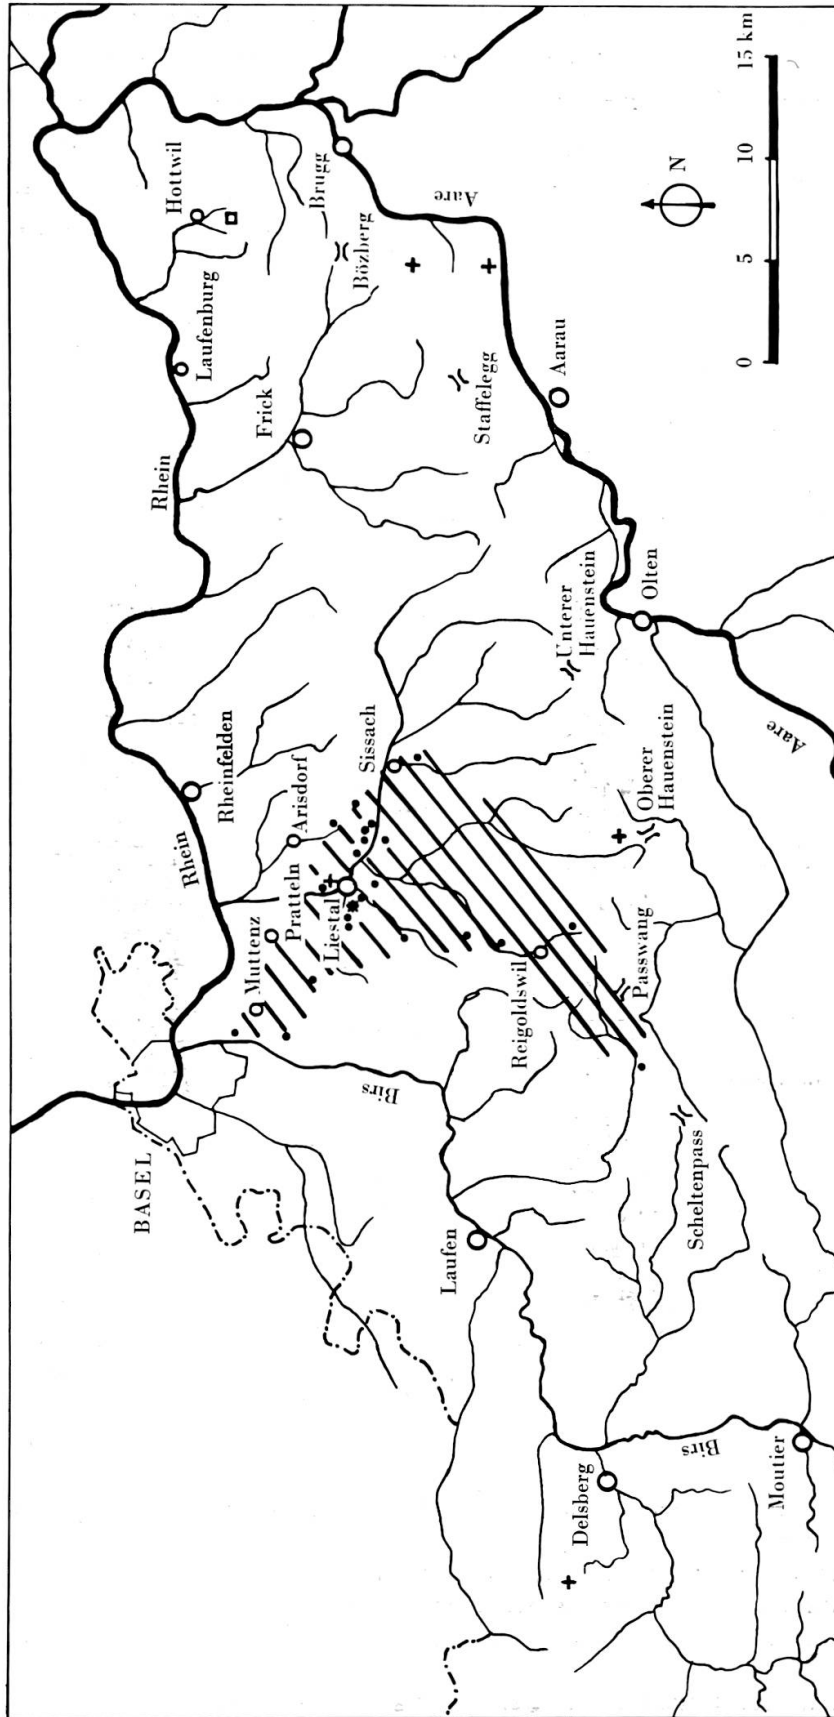 BASEL
Rhein
Rheinfelden
Rhein
Laufenburg
Hottwil
Muttenz
Pratteln
Arisdorf
Frick
Liestal
Sissach
Bözberg
Brugg
Birs
Laufen
Reigoldswil
Staffelegg
Aare
Aarau
Unterer
Hauenstein
Olten
Oberer
Hauenstein
Passwang
Scheltenpass
Delsberg
Birs
Moutier
Aare
N
0 5 10 15 km